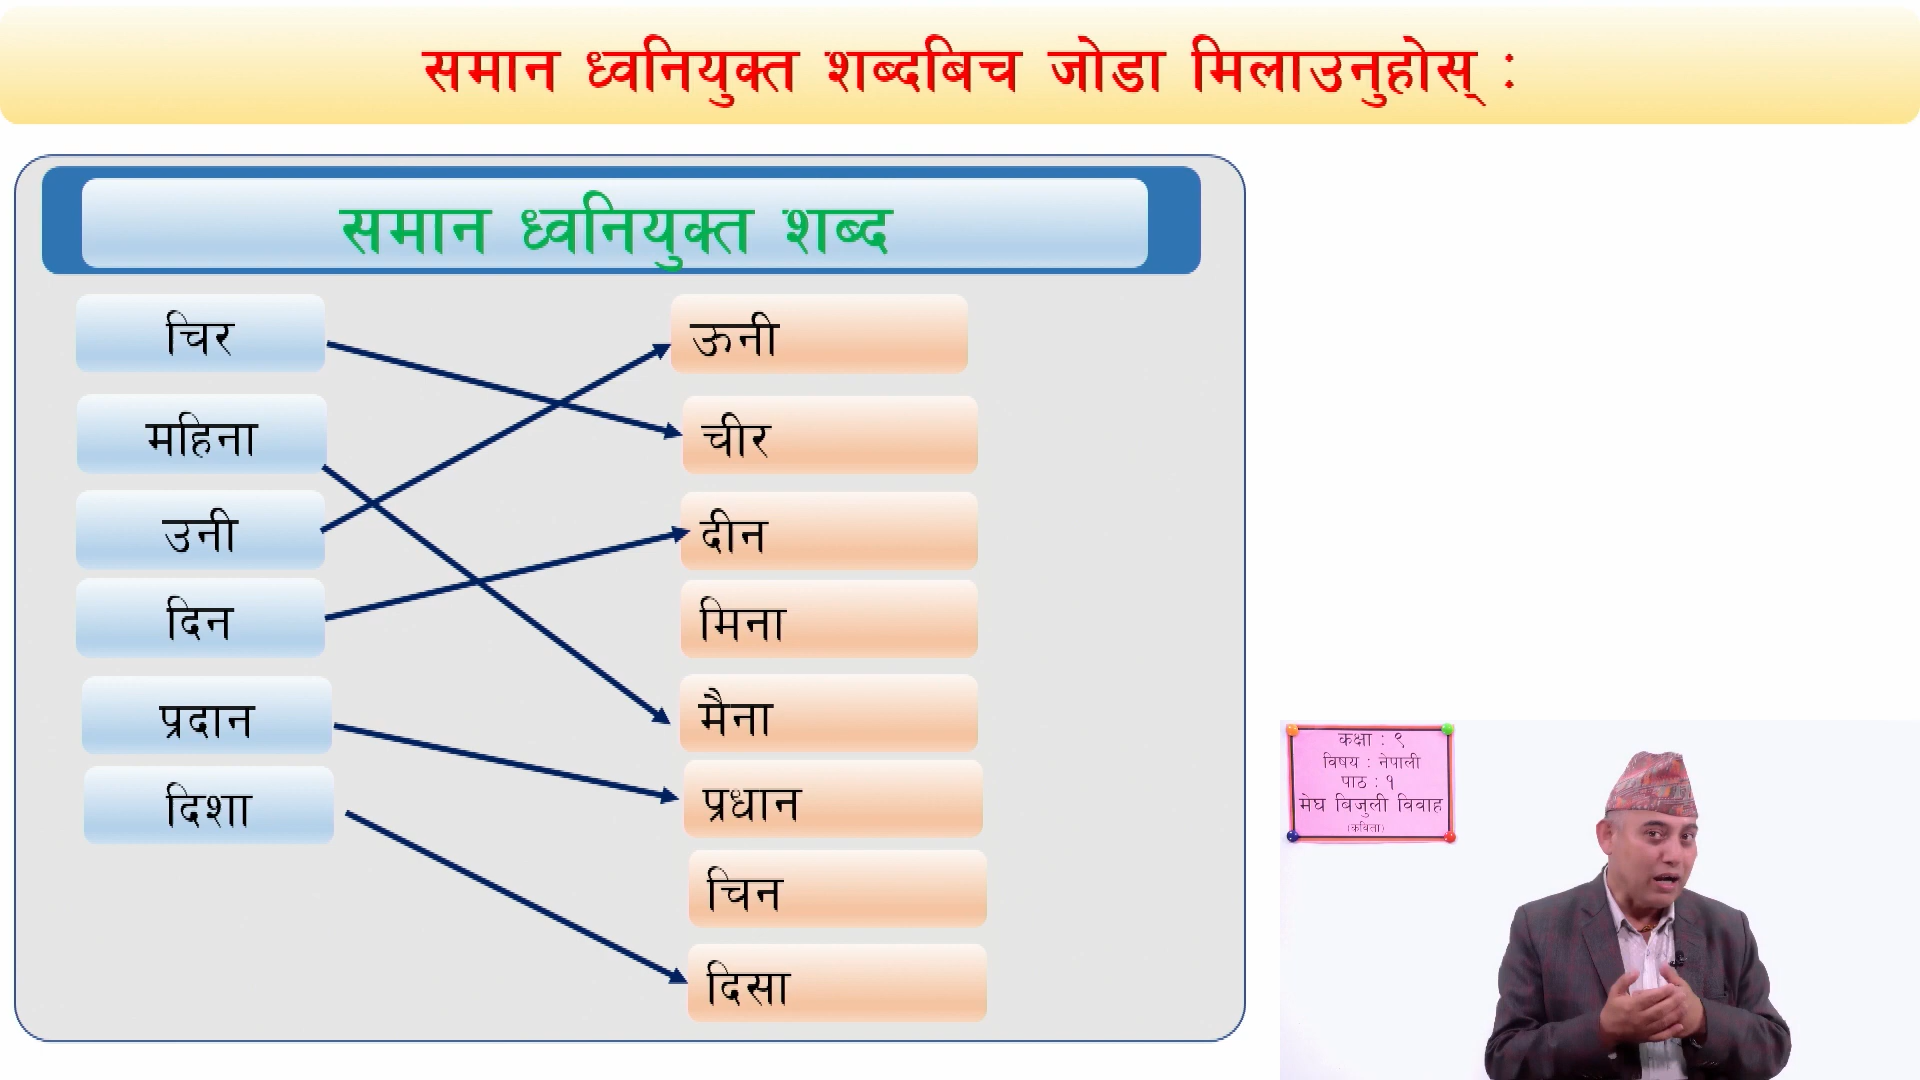 समान ध्वनियुक्त शब्दबिच जोडा मिलाउनुहोस् :
समान ध्वनियुक्त शब्द
चिर
महिना
उनी
दिन
प्रदान
दिशा
ऊनी
चीर
दीन
मिना
मैना
प्रधान
चिन
दिसा
कक्षा : ९
विषय : नेपाली
पाठ : १
मेघ बिजुली विवाह
(कविता)